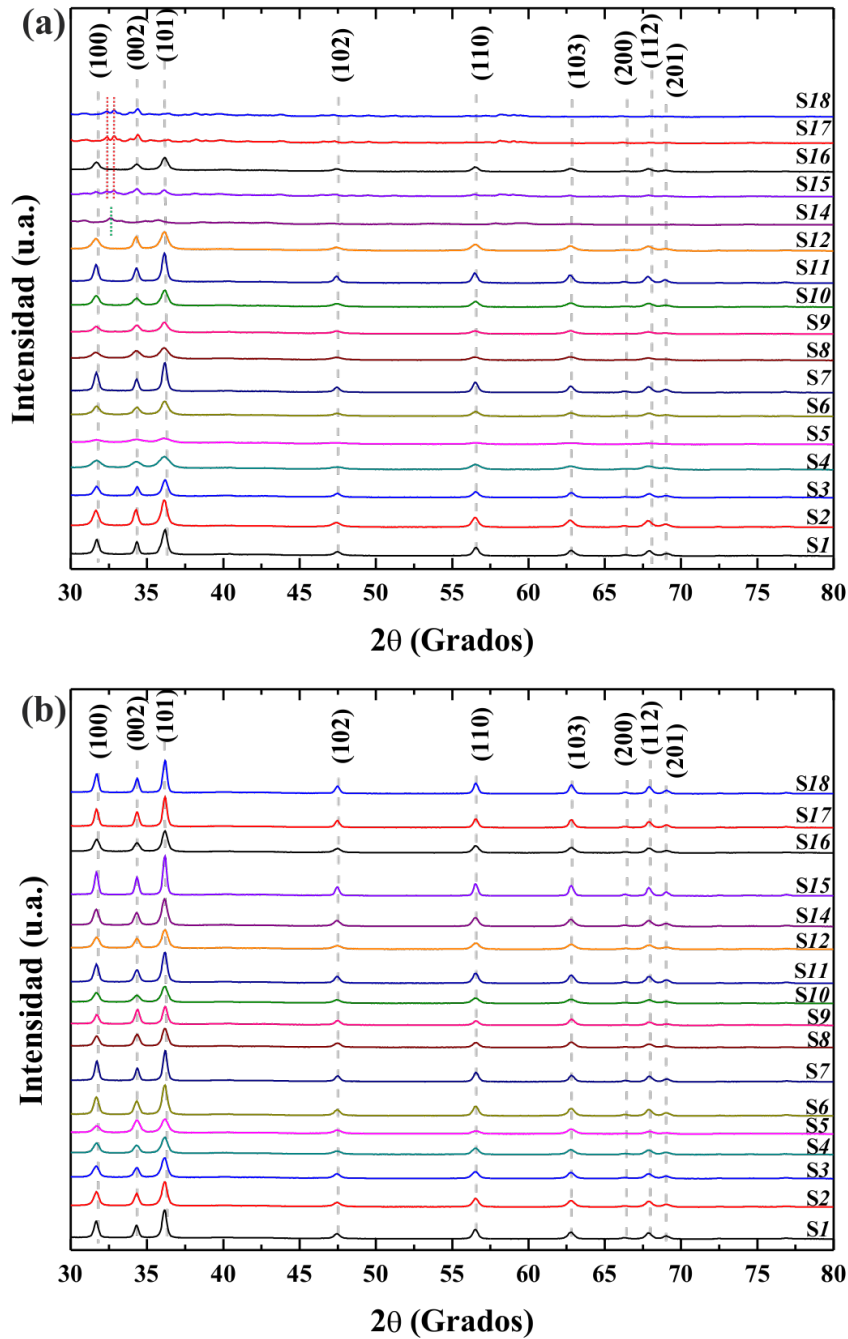 (a)
(100)
(002)
(101)
(102)
(110)
(103)
(200)
(112)
(201)
S18
S17
S16
S15
S14
S12
S11
S10
S9
S8
S7
S6
S5
S4
S3
S2
S1
Intensidad (u.a.)
30 35 40 45 50 55 60 65 70 75 80
2θ (Grados)
(b)
(100)
(002)
(101)
(102)
(110)
(103)
(200)
(112)
(201)
S18
S17
S16
S15
S14
S12
S11
S10
S9
S8
S7
S6
S5
S4
S3
S2
S1
Intensidad (u.a.)
30 35 40 45 50 55 60 65 70 75 80
2θ (Grados)